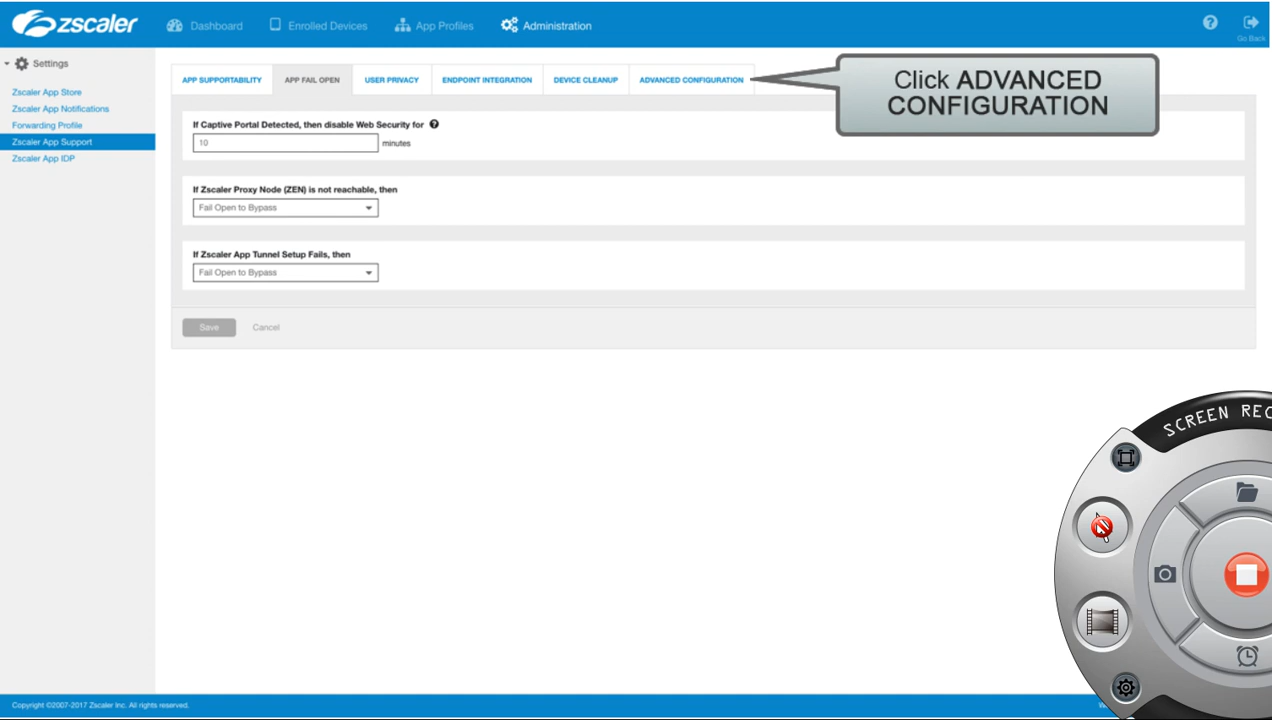 zscaler
Dashboard
Enrolled Devices
App Profiles
Administration
Go Back
Settings
Zscaler App Store
Zscaler App Notifications
Forwarding Profile
Zscaler App Support
Zscaler App IDP
APP SUPPORTABILITY
APP FAIL OPEN
USER PRIVACY
ENDPOINT INTEGRATION
DEVICE CLEANUP
ADVANCED CONFIGURATION
Click ADVANCED
CONFIGURATION
If Captive Portal Detected, then disable Web Security for
10 minutes
If Zscaler Proxy Node (ZEN) is not reachable, then
Fail Open to Bypass
If Zscaler App Tunnel Setup Fails, then
Fail Open to Bypass
Save Cancel
SCREEN REC
Copyright ©2007-2017 Zscaler Inc. All rights reserved.